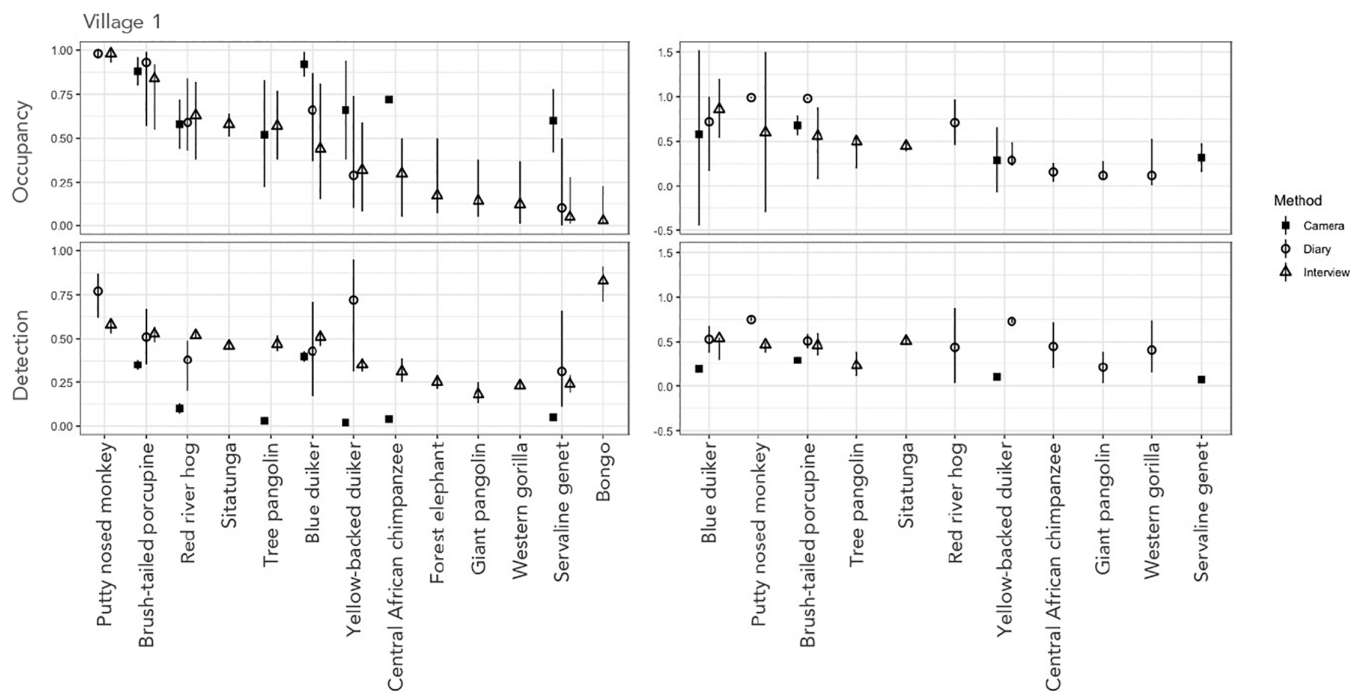 Village 1
Occupancy
1.00
0.75
0.50
0.25
0.00
1.5
1.0
0.5
0.0
-0.5
Detection
1.00
0.75
0.50
0.25
0.00
1.5
1.0
0.5
0.0
-0.5
Putty nosed monkey
Brush-tailed porcupine
Red river hog
Sitatunga
Tree pangolin
Blue duiker
Yellow-backed duiker
Central African chimpanzee
Forest elephant
Giant pangolin
Western gorilla
Servaline genet
Bongo
Blue duiker
Putty nosed monkey
Brush-tailed porcupine
Tree pangolin
Sitatunga
Red river hog
Yellow-backed duiker
Central African chimpanzee
Giant pangolin
Western gorilla
Servaline genet
Method
Camera
Diary
Interview